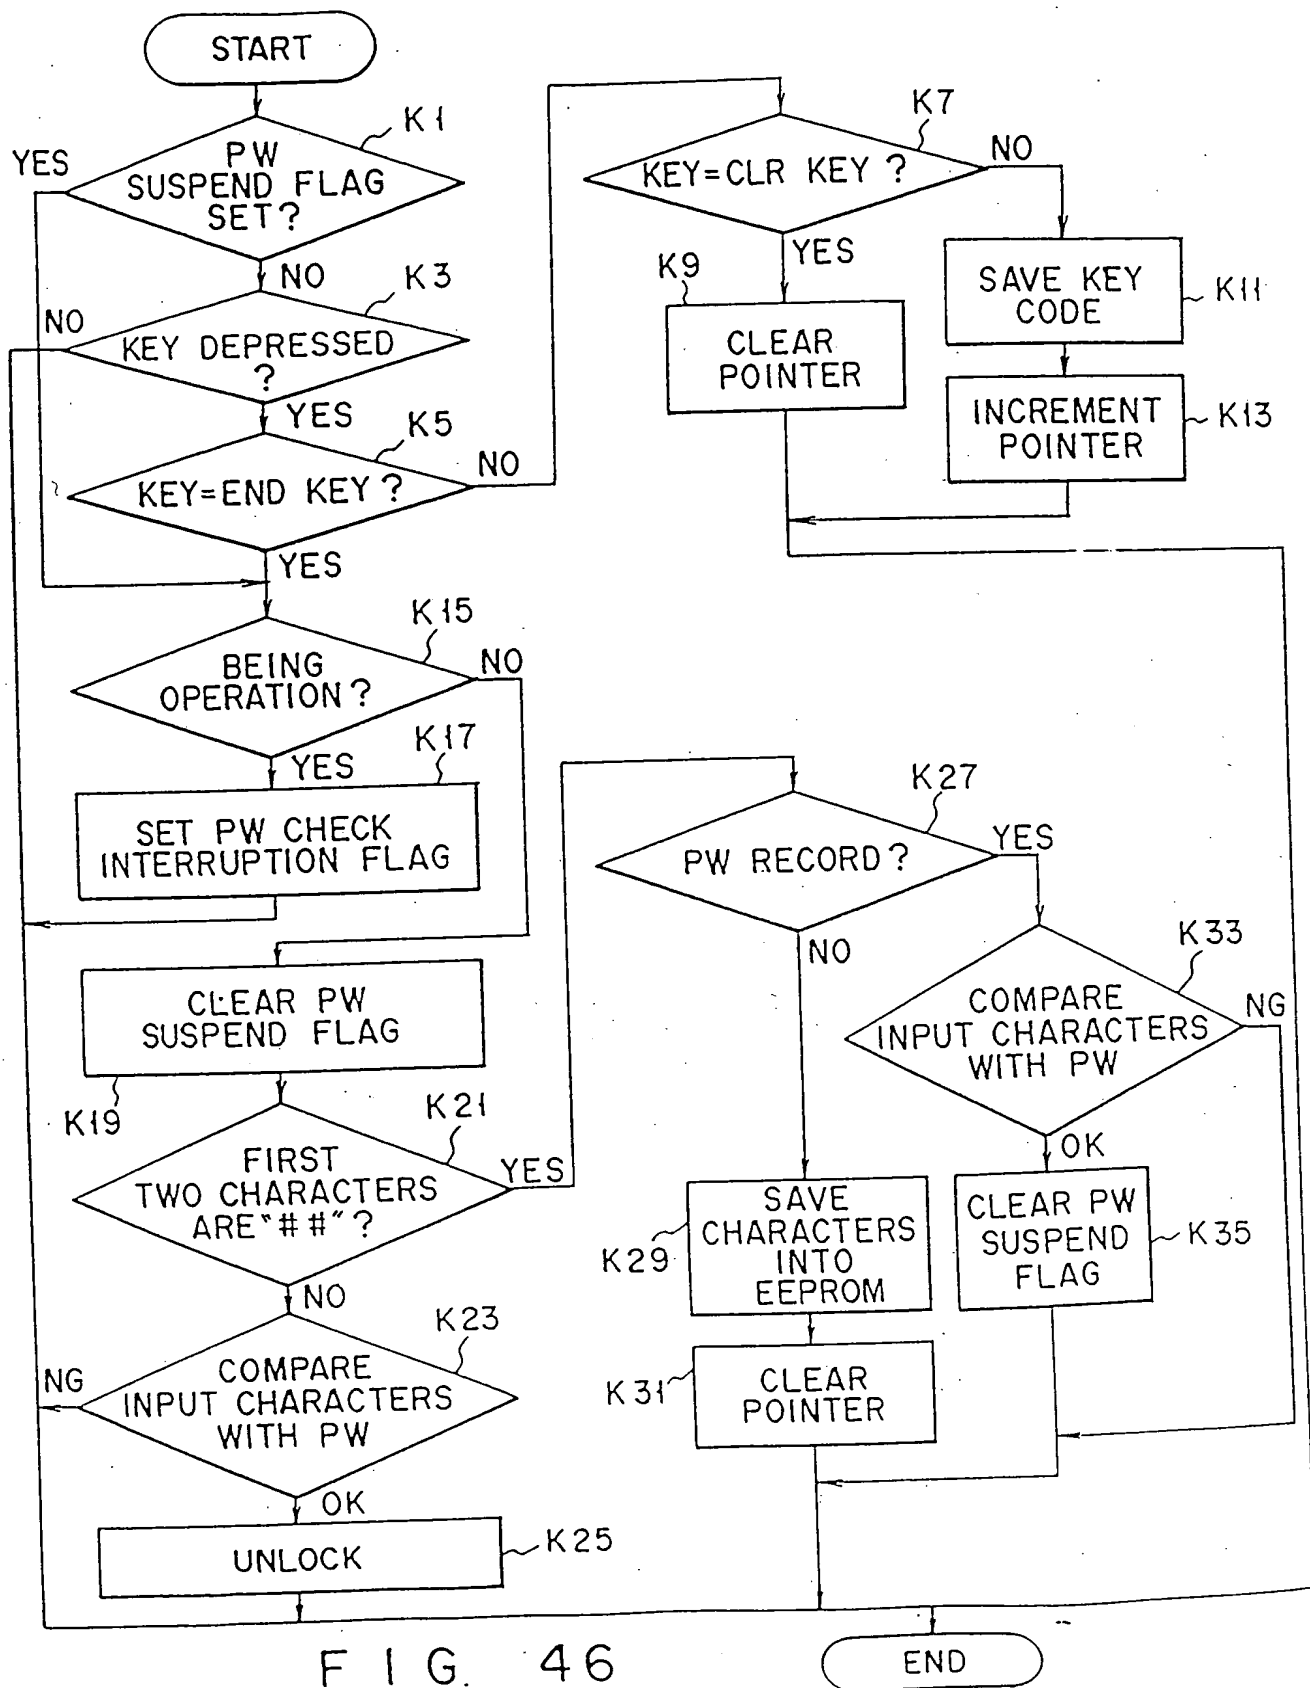 START
K1
PW
SUSPEND FLAG
SET?
YES
NO
K3
KEY DEPRESSED
?
NO
YES
K5
KEY=END KEY?
NO
YES
K7
KEY=CLR KEY?
NO
YES
K9
CLEAR
POINTER
SAVE KEY
CODE
K11
INCREMENT
POINTER
K13
K15
BEING
OPERATION?
NO
YES
K17
SET PW CHECK
INTERRUPTION FLAG
CLEAR PW
SUSPEND FLAG
K19
K21
FIRST
TWO CHARACTERS
ARE "##"?
YES
NO
K23
COMPARE
INPUT CHARACTERS
WITH PW
NG
OK
UNLOCK
K25
K27
PW RECORD?
YES
NO
K33
COMPARE
INPUT CHARACTERS
WITH PW
NG
OK
SAVE
CHARACTERS
INTO
EEPROM
K29
CLEAR PW
SUSPEND
FLAG
K35
CLEAR
POINTER
K31
END
FIG. 46